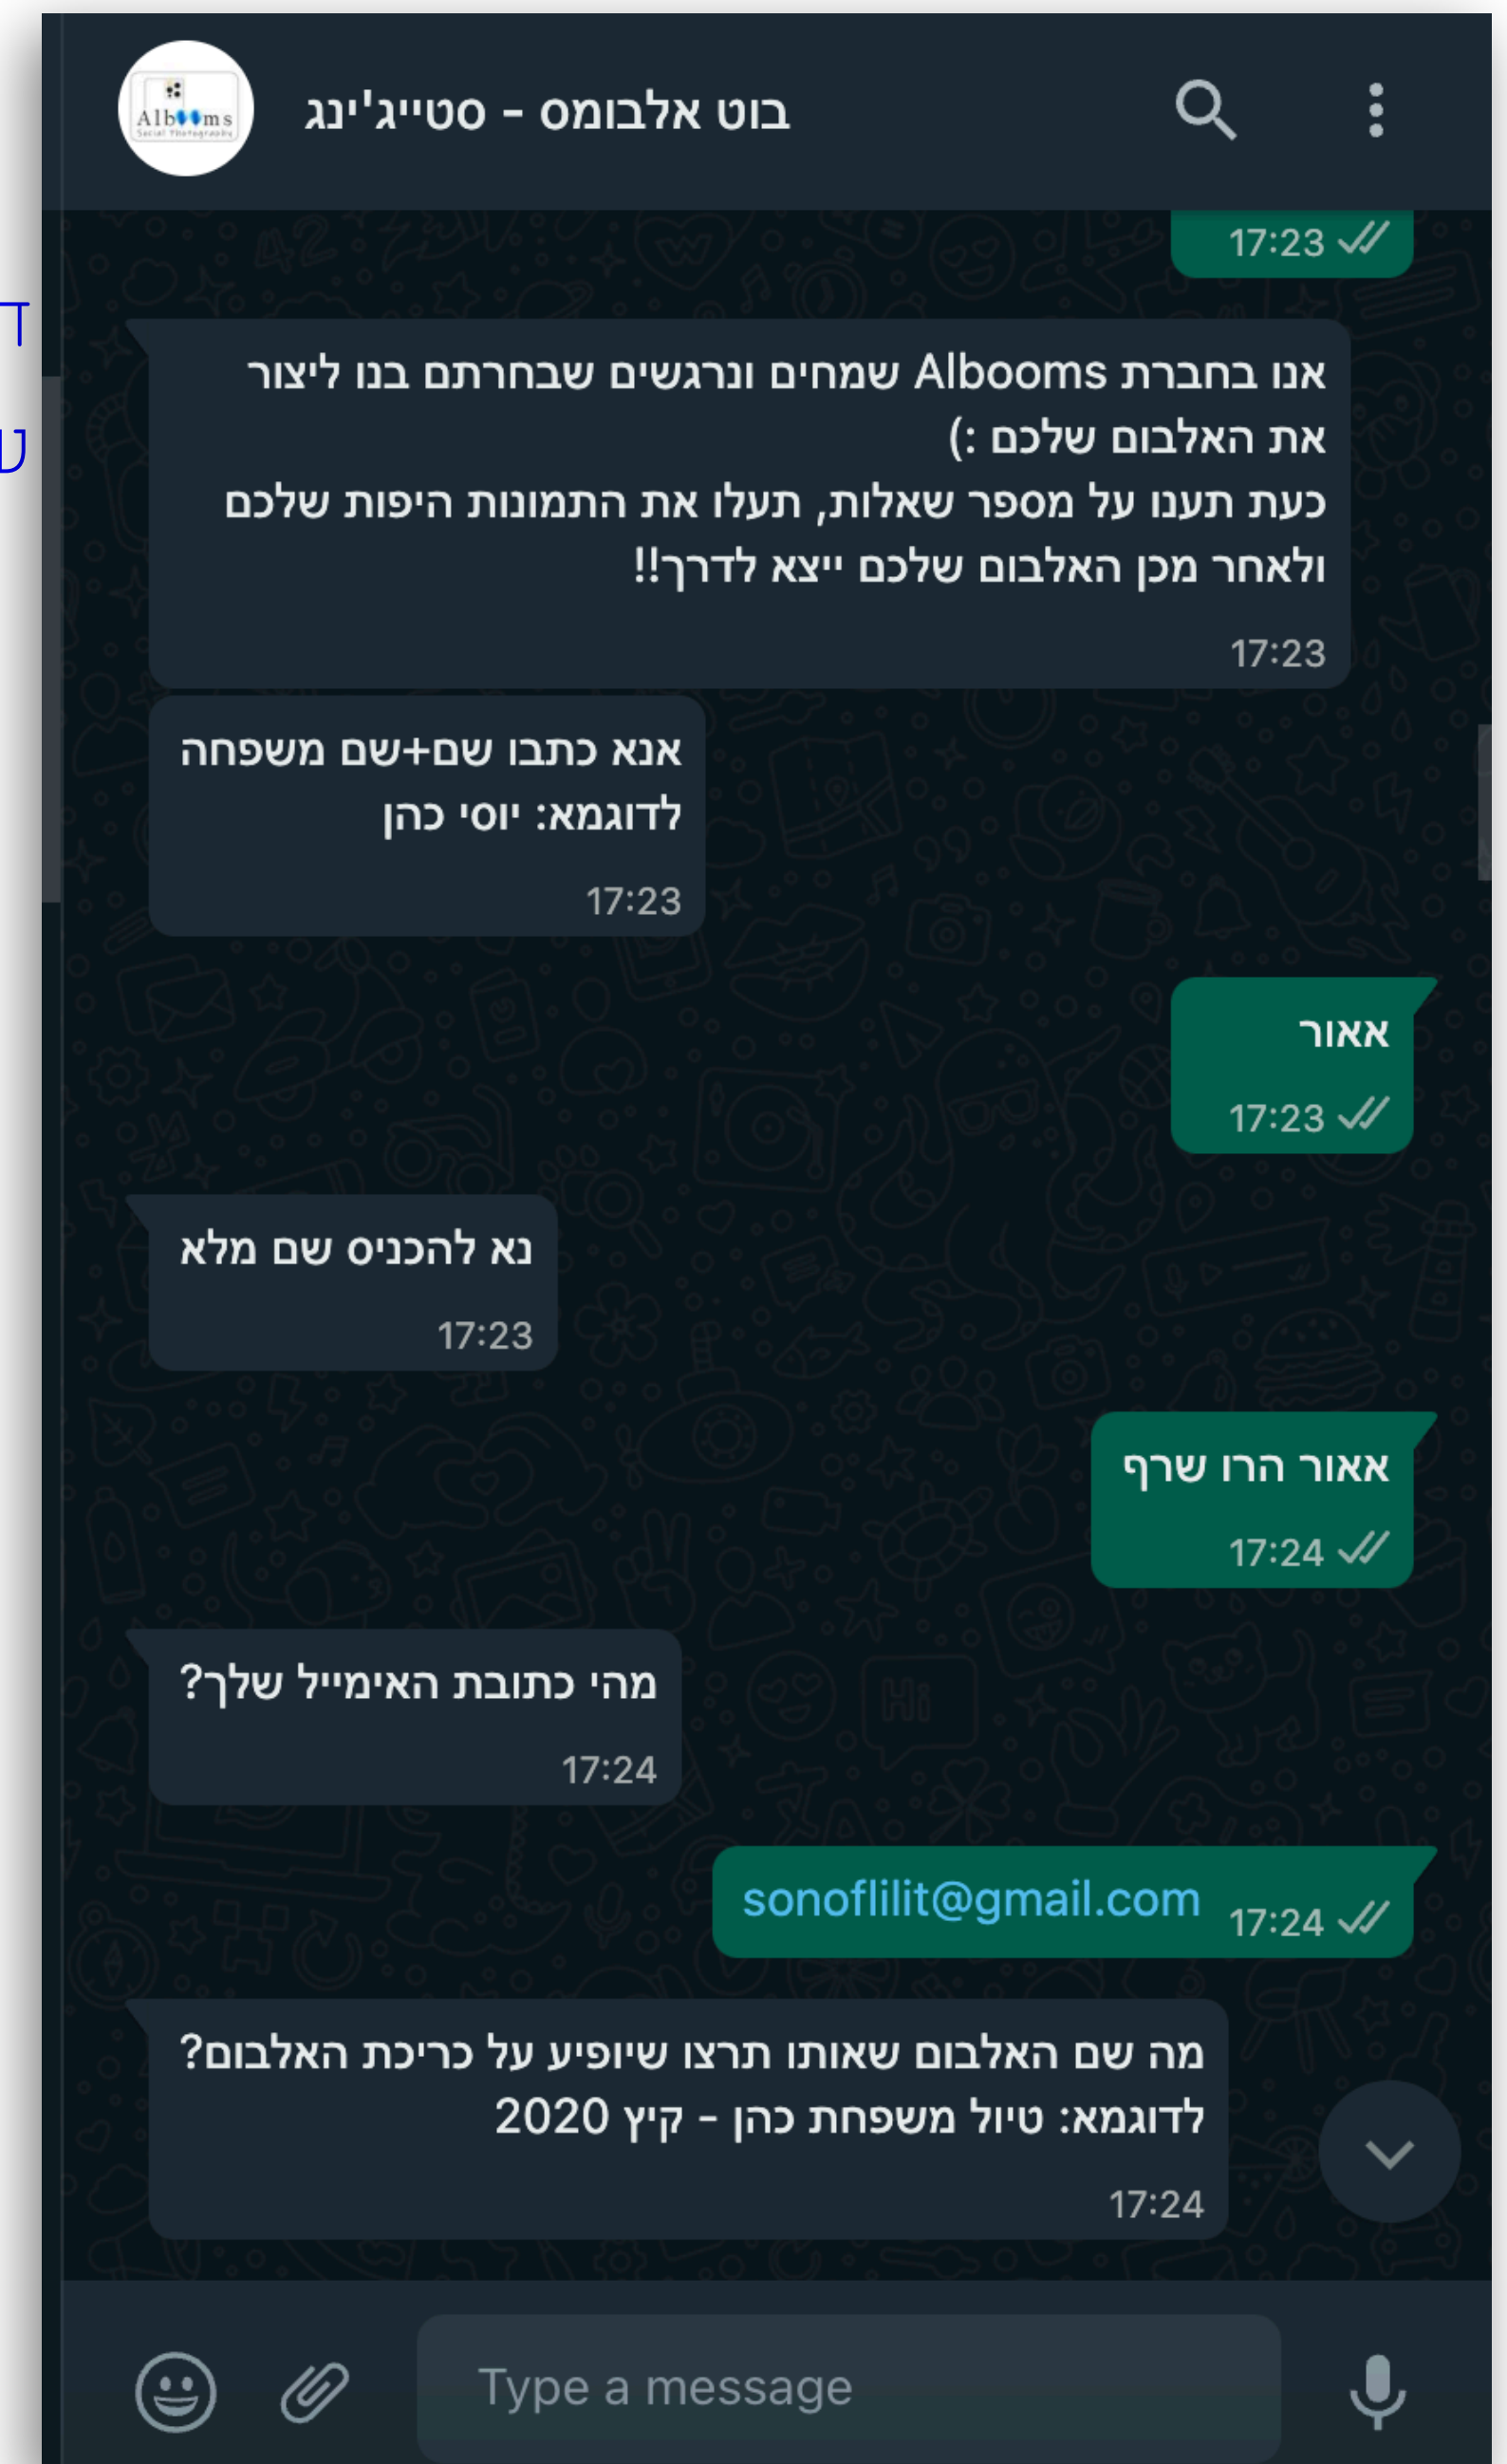 Albooms
Social Photography
בוט אלבומס - סטייג'ינג
17:23
אנו בחברת Albooms שמחים ונרגשים שבחרתם בנו ליצור
את האלבום שלכם :)
כעת תענו על מספר שאלות, תעלו את התמונות היפות שלכם
ולאחר מכן האלבום שלכם ייצא לדרך!!
17:23
אנא כתבו שם+שם משפחה
לדוגמא: יוסי כהן
17:23
אאור
17:23
נא להכניס שם מלא
17:23
אאור הרו שרף
17:24
מהי כתובת האימייל שלך?
17:24
sonoflilit@gmail.com 17:24
מה שם האלבום שאותו תרצו שיופיע על כריכת האלבום?
לדוגמא: טיול משפחת כהן - קיץ 2020
17:24
Type a message